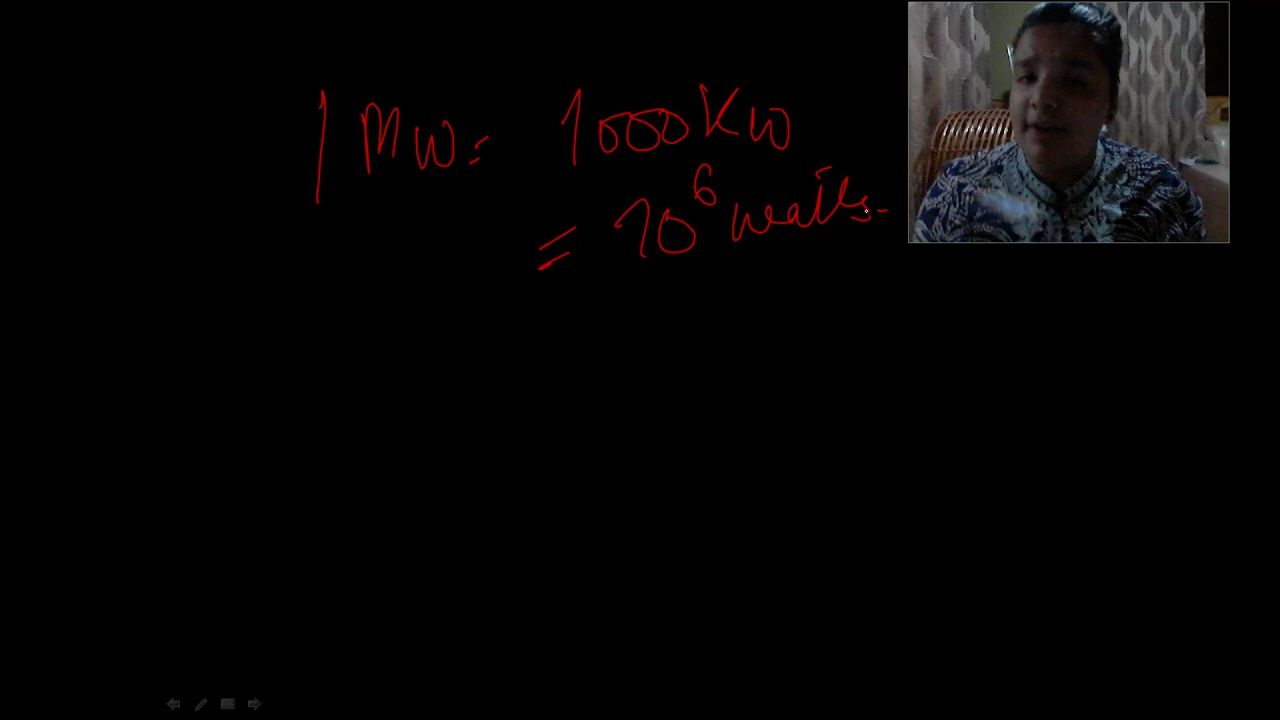 1 MW = 1000 KW
= 10⁶ watts.